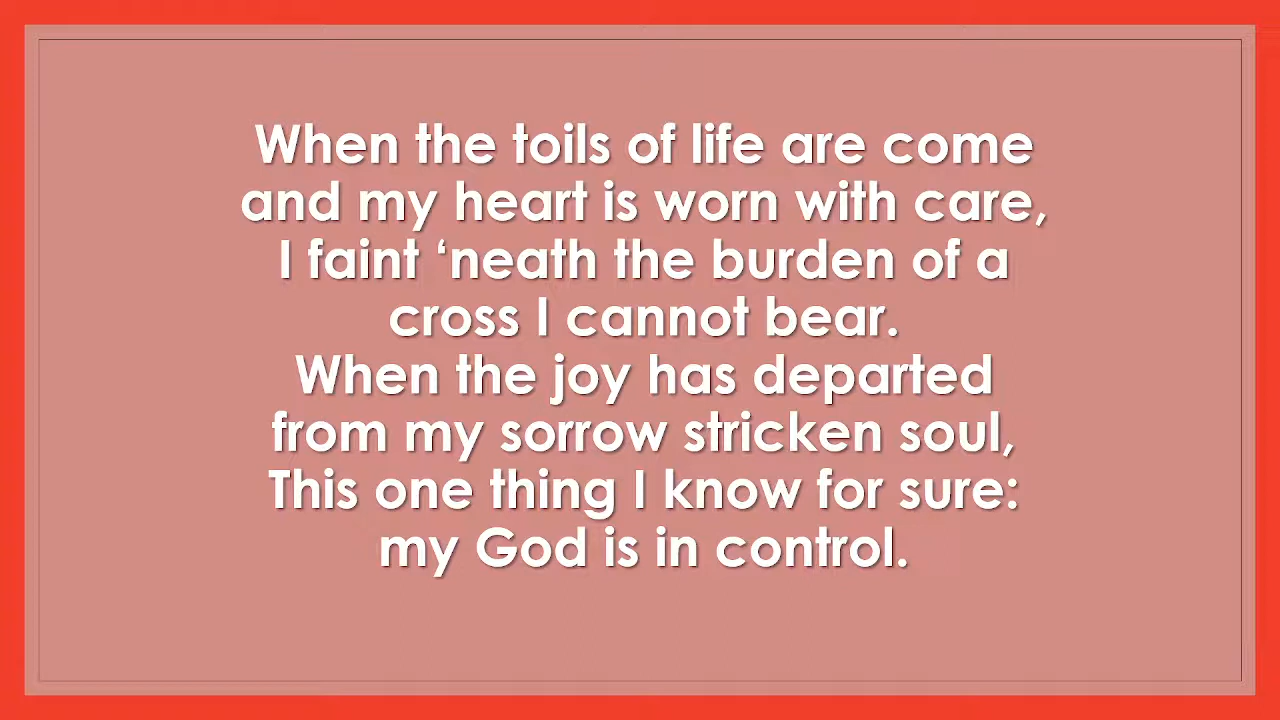 When the toils of life are come
and my heart is worn with care,
I faint ‘neath the burden of a
cross I cannot bear.
When the joy has departed
from my sorrow stricken soul,
This one thing I know for sure:
my God is in control.